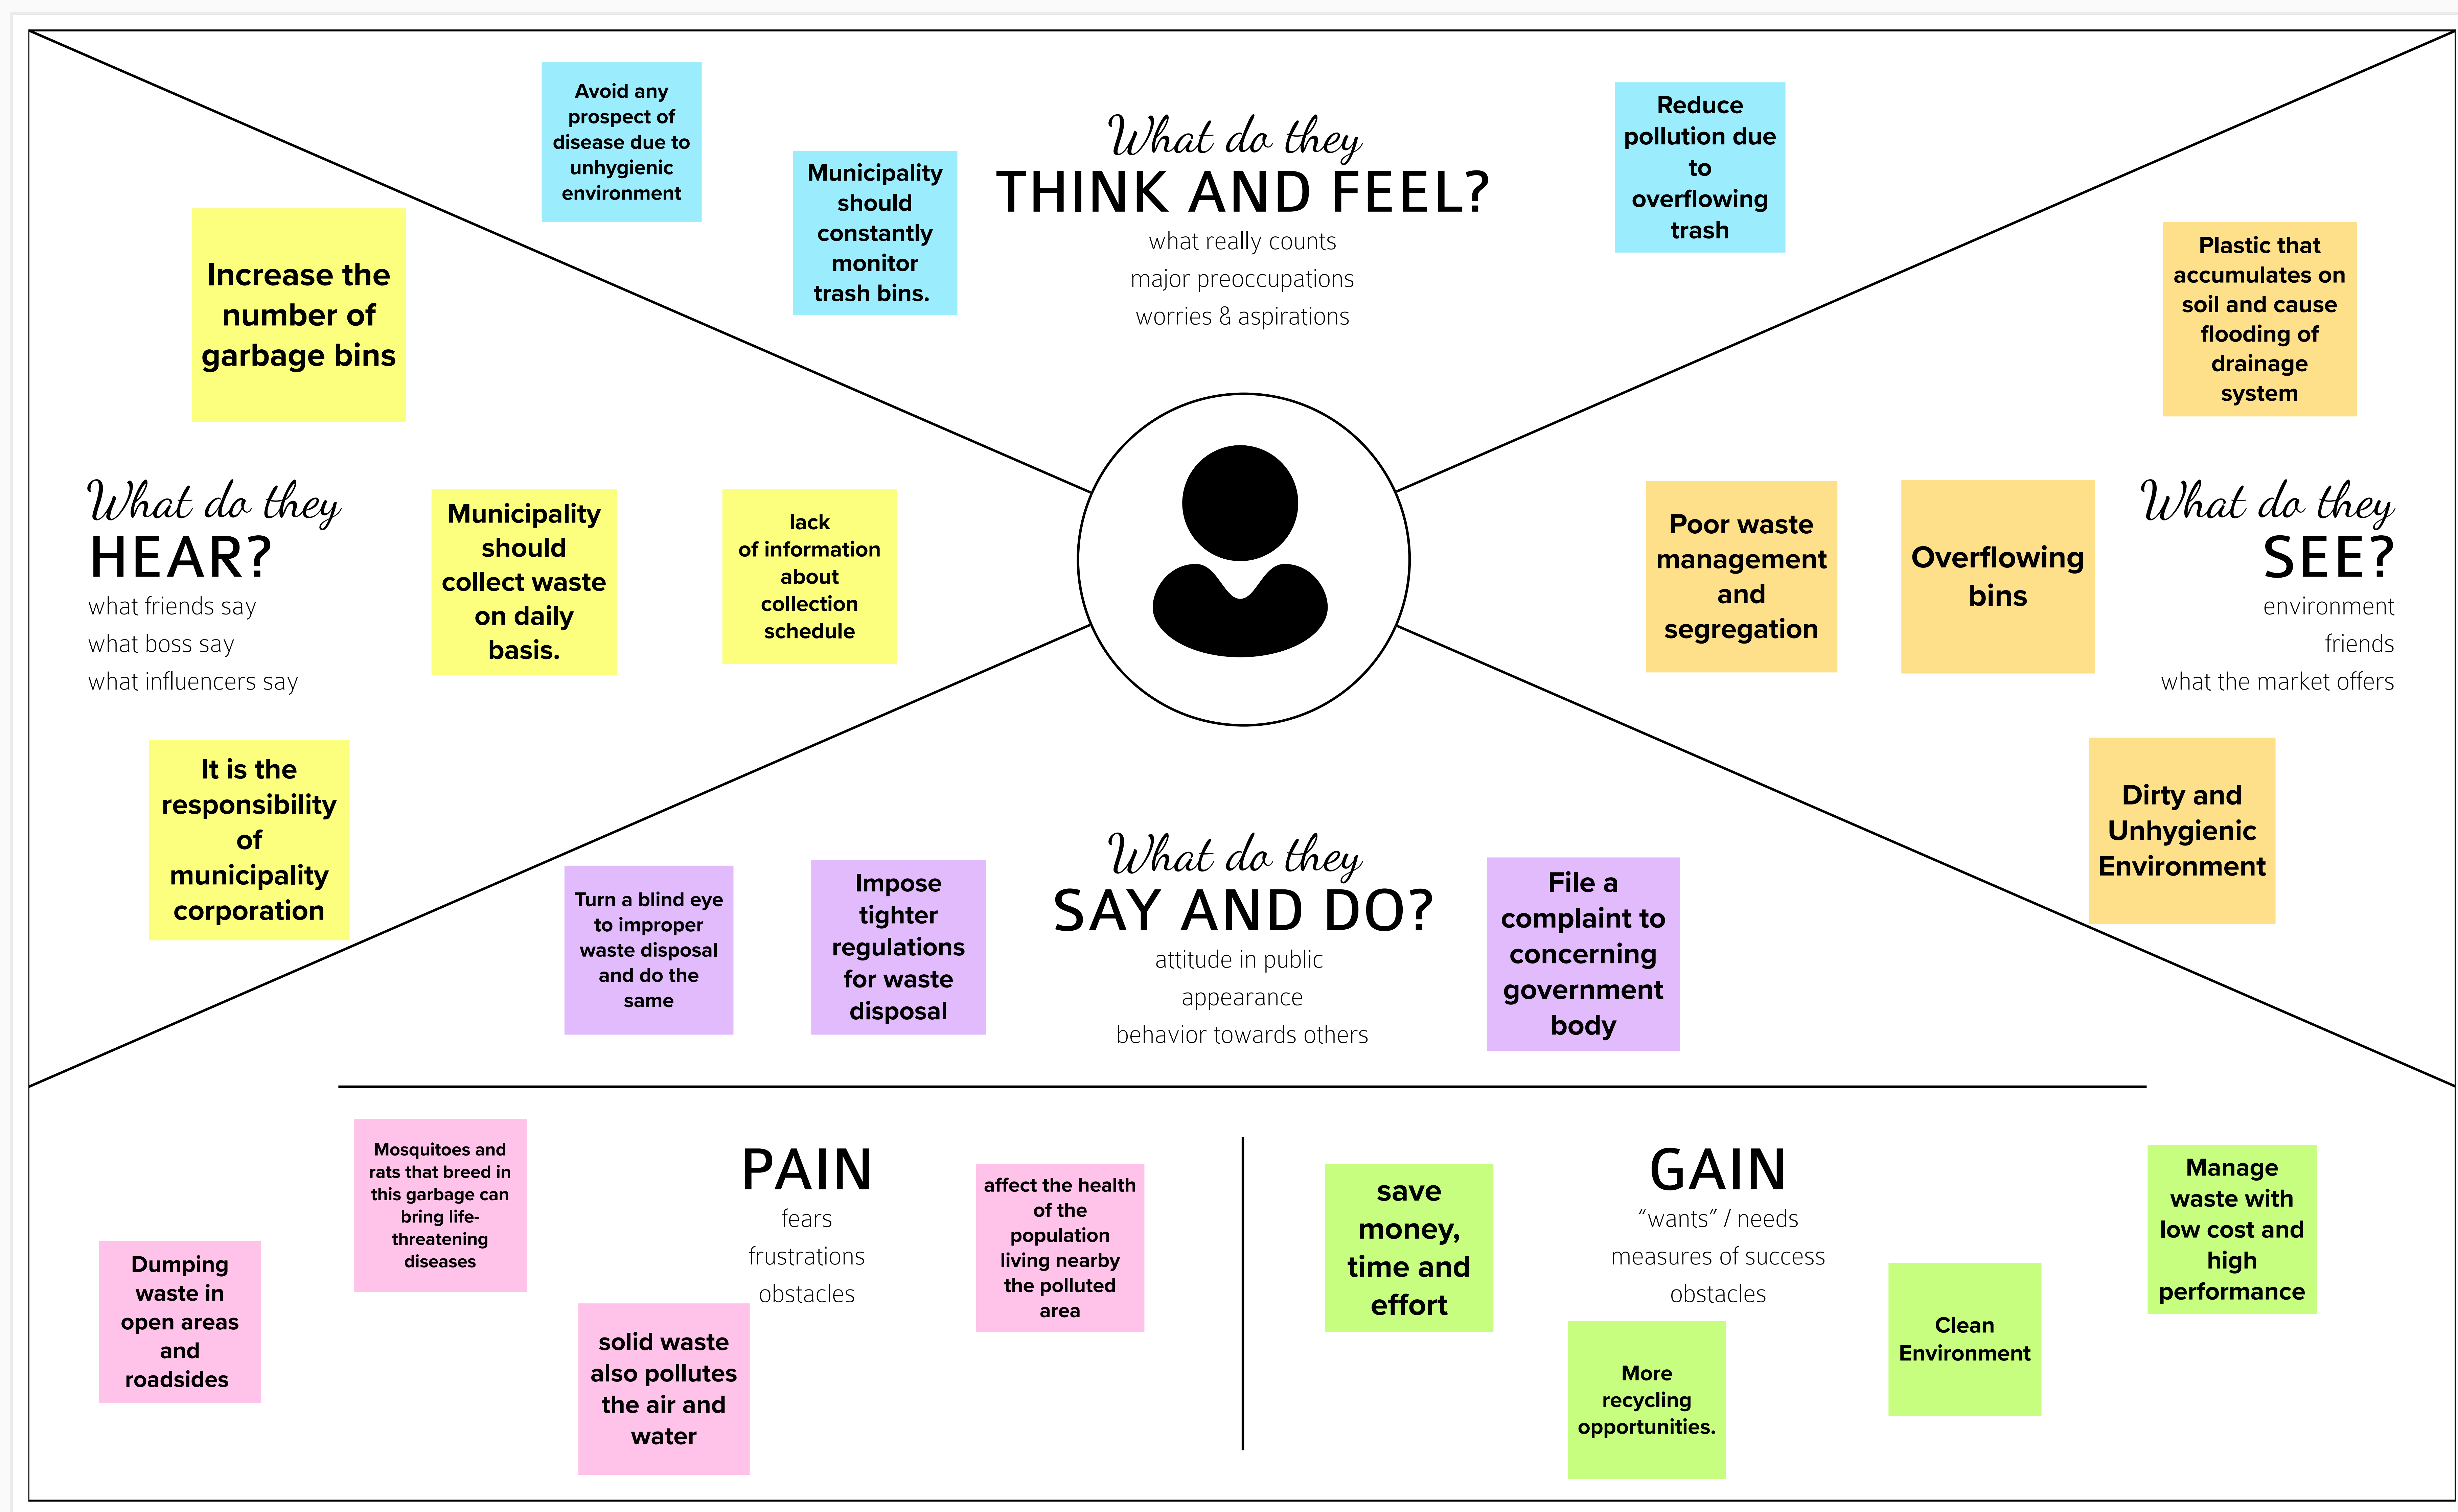 What do they
THINK AND FEEL?
what really counts
major preoccupations
worries & aspirations
Avoid any
prospect of
disease due to
unhygienic
environment
Municipality
should
constantly
monitor
trash bins.
Reduce
pollution due
to
overflowing
trash
What do they
HEAR?
what friends say
what boss say
what influencers say
Increase the
number of
garbage bins
Municipality
should
collect waste
on daily
basis.
lack
of information
about
collection
schedule
It is the
responsibility
of
municipality
corporation
What do they
SEE?
environment
friends
what the market offers
Plastic that
accumulates on
soil and cause
flooding of
drainage
system
Poor waste
management
and
segregation
Overflowing
bins
Dirty and
Unhygienic
Environment
What do they
SAY AND DO?
attitude in public
appearance
behavior towards others
Turn a blind eye
to improper
waste disposal
and do the
same
Impose
tighter
regulations
for waste
disposal
File a
complaint to
concerning
government
body
PAIN
fears
frustrations
obstacles
Mosquitoes and
rats that breed in
this garbage can
bring life-
threatening
diseases
Dumping
waste in
open areas
and
roadsides
solid waste
also pollutes
the air and
water
affect the health
of the
population
living nearby
the polluted
area
GAIN
“wants” / needs
measures of success
obstacles
save
money,
time and
effort
More
recycling
opportunities.
Clean
Environment
Manage
waste with
low cost and
high
performance